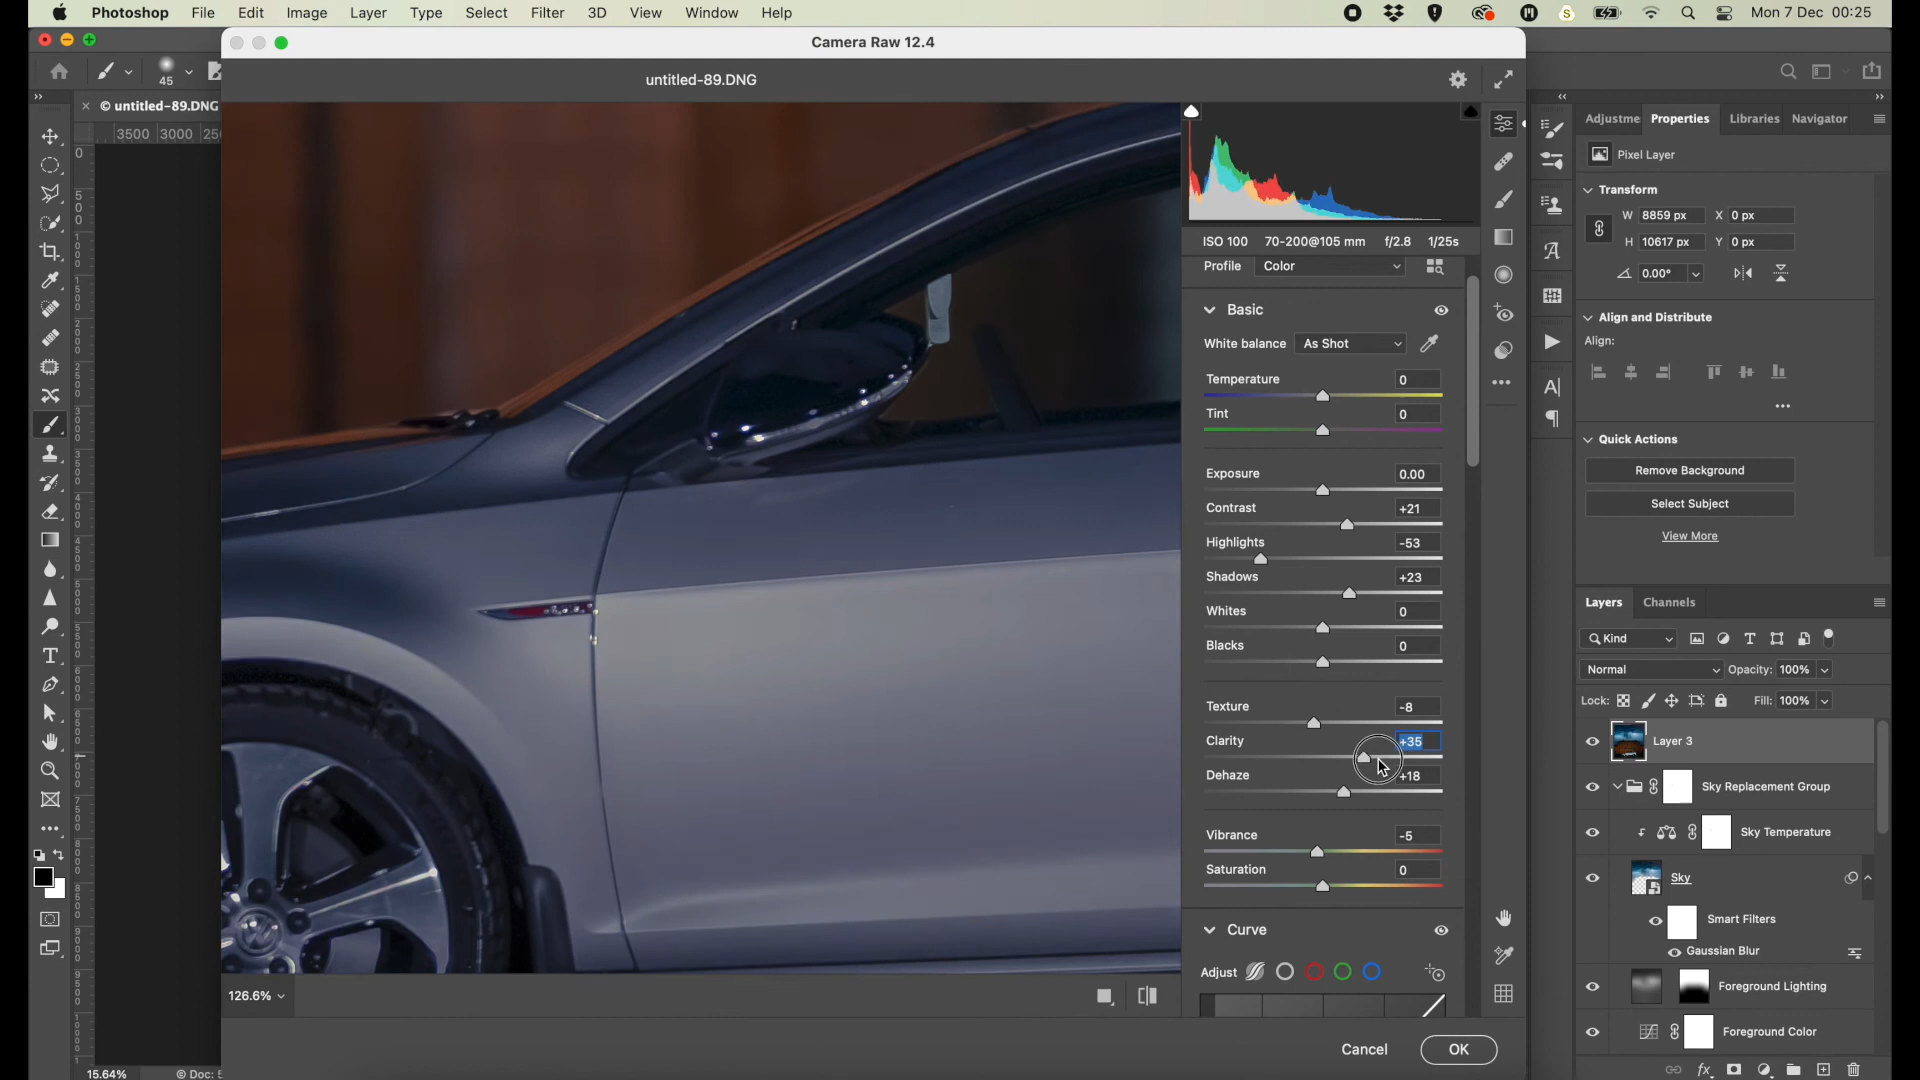 Photoshop File Edit Image Layer Type Select Filter 3D View Window Help
Mon 7 Dec 00:25
Camera Raw 12.4
untitled-89.DNG
45
© untitled-89.DNG
3500 3000
ISO 100 70-200@105 mm f/2.8 1/25s
Profile Color
Basic
White balance As Shot
Temperature 0
Tint 0
Exposure 0.00
Contrast +21
Highlights -53
Shadows +23
Whites 0
Blacks 0
Texture -8
Clarity +35
Dehaze +18
Vibrance -5
Saturation 0
Curve
Adjust
126.6%
Cancel OK
15.64% © Doc:
Adjustme Properties Libraries Navigator
Pixel Layer
Transform
W 8859 px X 0 px
H 10617 px Y 0 px
0.00°
Align and Distribute
Align:
Quick Actions
Remove Background
Select Subject
View More
Layers Channels
Kind
Normal Opacity: 100%
Lock: Fill: 100%
Layer 3
Sky Replacement Group
Sky Temperature
Sky
Smart Filters
Gaussian Blur
Foreground Lighting
Foreground Color